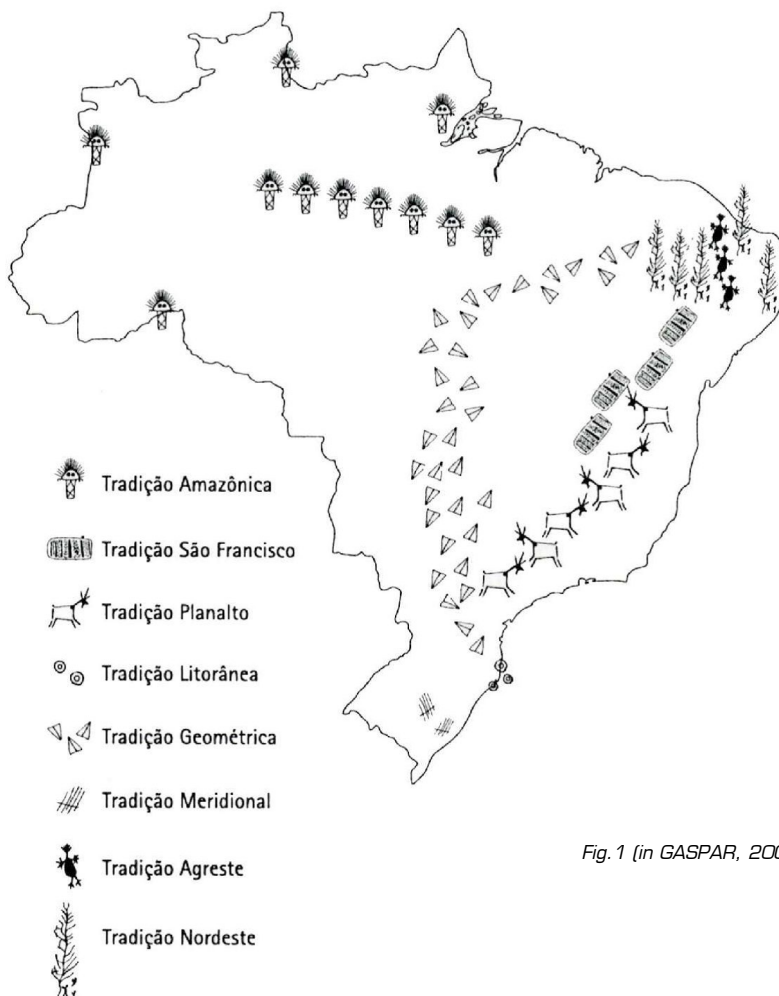 Tradição Amazônica
Tradição São Francisco
Tradição Planalto
Tradição Litorânea
Tradição Geométrica
Tradição Meridional
Tradição Agreste
Tradição Nordeste
Fig. 1 (in GASPAR,